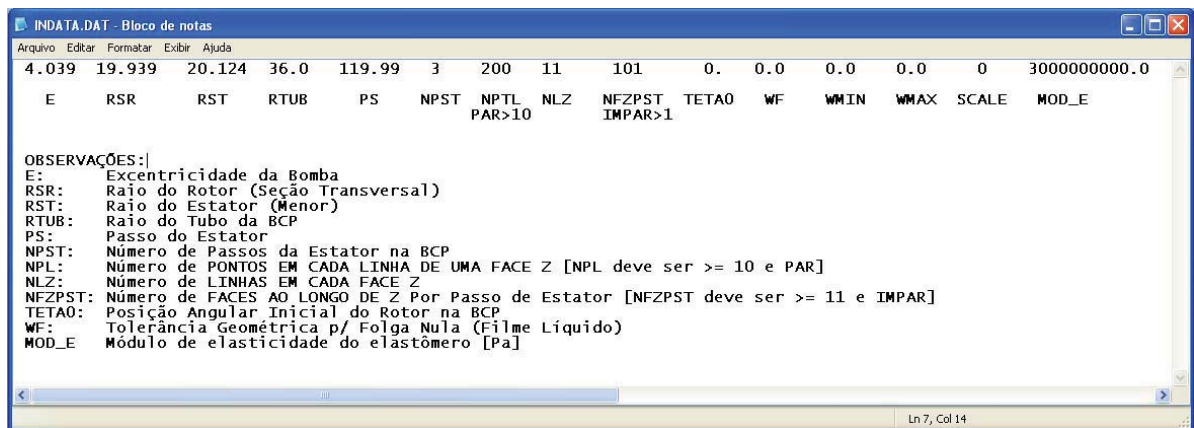 INDATA.DAT - Bloco de notas
Arquivo Editar Formatar Exibir Ajuda
4.039 19.939 20.124 36.0 119.99 3 200 11 101 0. 0.0 0.0 0.0 0 3000000000.0
E RSR RST RTUB PS NPST NPTL NLZ NFZPST TETA0 WF WMIN WMAX SCALE MOD_E
PAR>10 IMPAR>1
OBSERVAÇÕES:
E: Excentricidade da Bomba
RSR: Raio do Rotor (Seção Transversal)
RST: Raio do Estator (Menor)
RTUB: Raio do Tubo da BCP
PS: Passo do Estator
NPST: Número de Passos da Estator na BCP
NPL: Número de PONTOS EM CADA LINHA DE UMA FACE Z [NPL deve ser >= 10 e PAR]
NLZ: Número de LINHAS EM CADA FACE Z
NFZPST: Número de FACES AO LONGO DE Z Por Passo de Estator [NFZPST deve ser >= 11 e IMPAR]
TETA0: Posição Angular Inicial do Rotor na BCP
WF: Tolerância Geométrica p/ Folga Nula (Filme Líquido)
MOD_E Módulo de elasticidade do elastômero [Pa]
Ln 7, Col 14